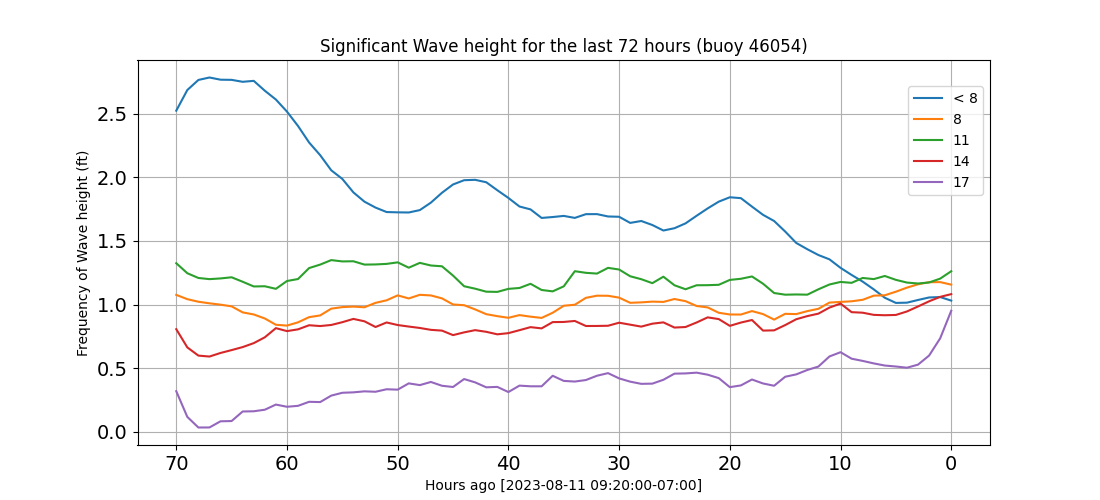 Significant Wave height for the last 72 hours (buoy 46054)
Frequency of Wave height (ft)
2.5
2.0
1.5
1.0
0.5
0.0
< 8
8
11
14
17
70 60 50 40 30 20 10 0
Hours ago [2023-08-11 09:20:00-07:00]